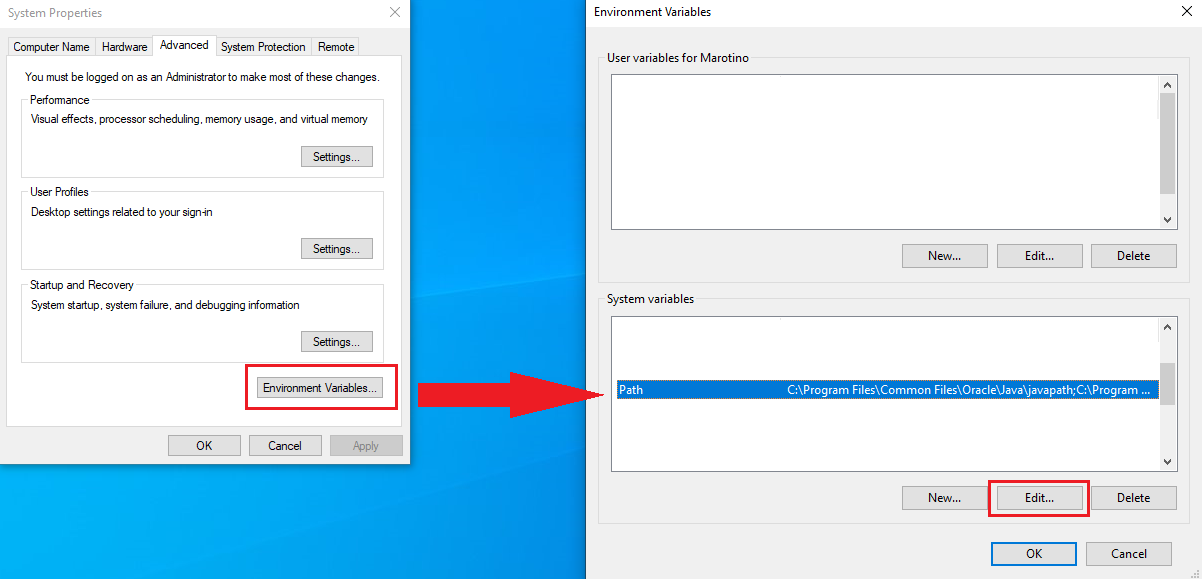 System Properties
Computer Name
Hardware
Advanced
System Protection
Remote
You must be logged on as an Administrator to make most of these changes.
Performance
Visual effects, processor scheduling, memory usage, and virtual memory
Settings...
User Profiles
Desktop settings related to your sign-in
Settings...
Startup and Recovery
System startup, system failure, and debugging information
Settings...
Environment Variables...
OK
Cancel
Apply
Environment Variables
User variables for Marotino
New...
Edit...
Delete
System variables
Path C:\Program Files\Common Files\Oracle\Java\javapath;C:\Program ...
New...
Edit...
Delete
OK
Cancel